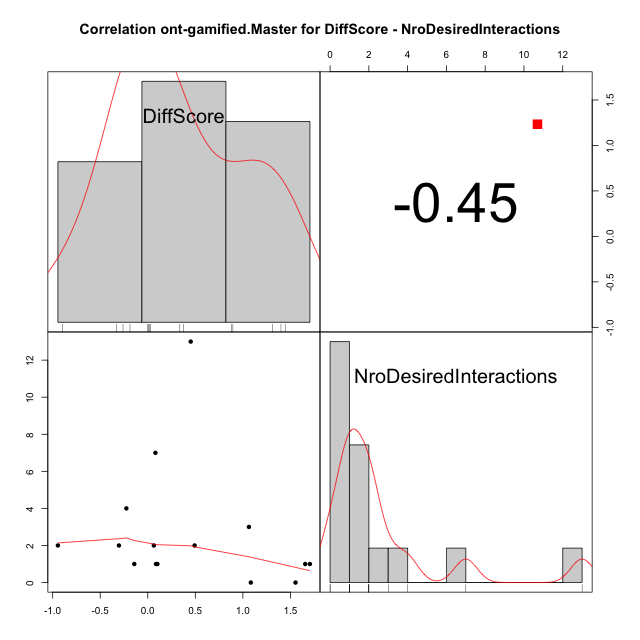 Correlation ont-gamified.Master for DiffScore - NroDesiredInteractions
0 2 4 6 8 10 12
DiffScore
-0.45
1.5
1.0
0.5
0.0
-0.5
-1.0
12
10
8
6
4
2
0
NroDesiredInteractions
-1.0 -0.5 0.0 0.5 1.0 1.5